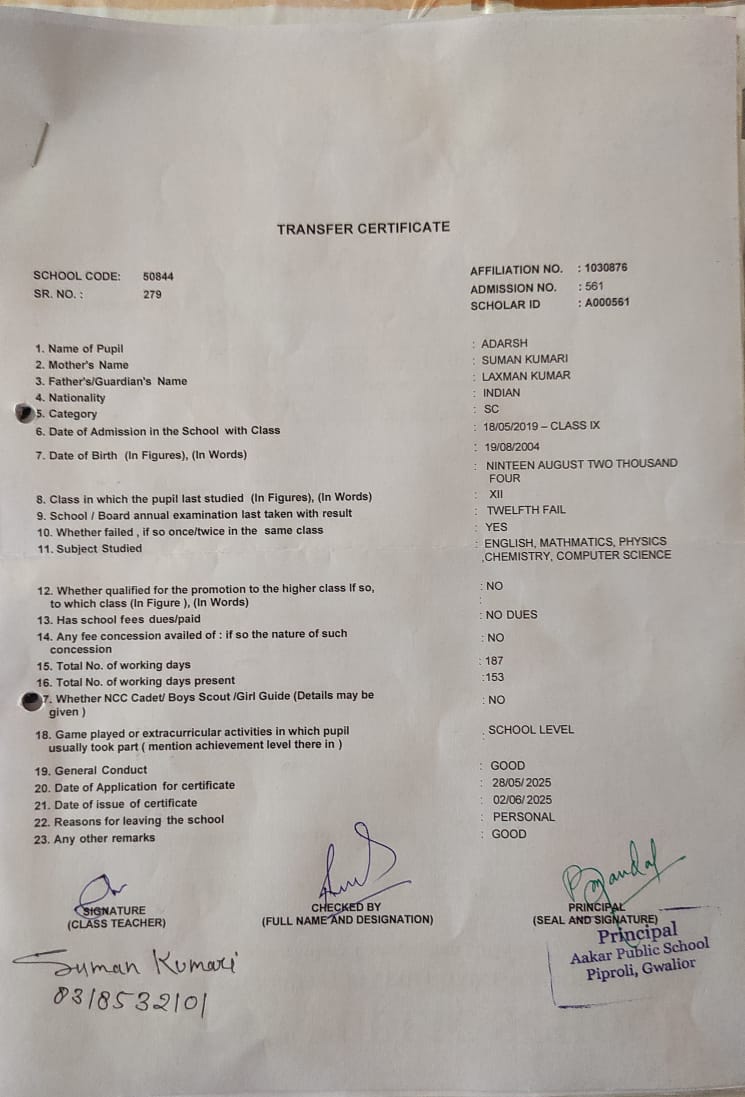 TRANSFER CERTIFICATE
SCHOOL CODE: 50844
AFFILIATION NO. : 1030876
SR. NO. : 279
ADMISSION NO. : 561
SCHOLAR ID : A000561
1. Name of Pupil : ADARSH
2. Mother's Name : SUMAN KUMARI
3. Father's/Guardian's Name : LAXMAN KUMAR
4. Nationality : INDIAN
5. Category : SC
6. Date of Admission in the School with Class : 18/05/2019 – CLASS IX
7. Date of Birth (In Figures), (In Words) : 19/08/2004
: NINTEEN AUGUST TWO THOUSAND
FOUR
8. Class in which the pupil last studied (In Figures), (In Words) : XII
9. School / Board annual examination last taken with result : TWELFTH FAIL
10. Whether failed , if so once/twice in the same class : YES
11. Subject Studied : ENGLISH, MATHMATICS, PHYSICS
,CHEMISTRY, COMPUTER SCIENCE
12. Whether qualified for the promotion to the higher class If so, : NO
to which class (In Figure ), (In Words) :
13. Has school fees dues/paid : NO DUES
14. Any fee concession availed of : if so the nature of such : NO
concession
15. Total No. of working days : 187
16. Total No. of working days present :153
7. Whether NCC Cadet/ Boys Scout /Girl Guide (Details may be : NO
given )
18. Game played or extracurricular activities in which pupil : SCHOOL LEVEL
usually took part ( mention achievement level there in )
19. General Conduct : GOOD
20. Date of Application for certificate : 28/05/2025
21. Date of issue of certificate : 02/06/2025
22. Reasons for leaving the school : PERSONAL
23. Any other remarks : GOOD
SIGNATURE
(CLASS TEACHER)
CHECKED BY
(FULL NAME AND DESIGNATION)
PRINCIPAL
(SEAL AND SIGNATURE)
Principal
Aakar Public School
Piproli, Gwalior
Suman Kumari
8318532101